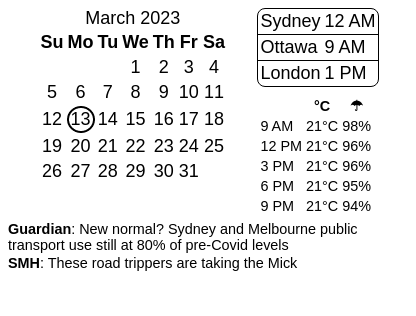 March 2023
Su Mo Tu We Th Fr Sa
1 2 3 4
5 6 7 8 9 10 11
12 13 14 15 16 17 18
19 20 21 22 23 24 25
26 27 28 29 30 31
Sydney 12 AM
Ottawa 9 AM
London 1 PM
°C ☂
9 AM 21°C 98%
12 PM 21°C 96%
3 PM 21°C 96%
6 PM 21°C 95%
9 PM 21°C 94%
Guardian: New normal? Sydney and Melbourne public
transport use still at 80% of pre-Covid levels
SMH: These road trippers are taking the Mick